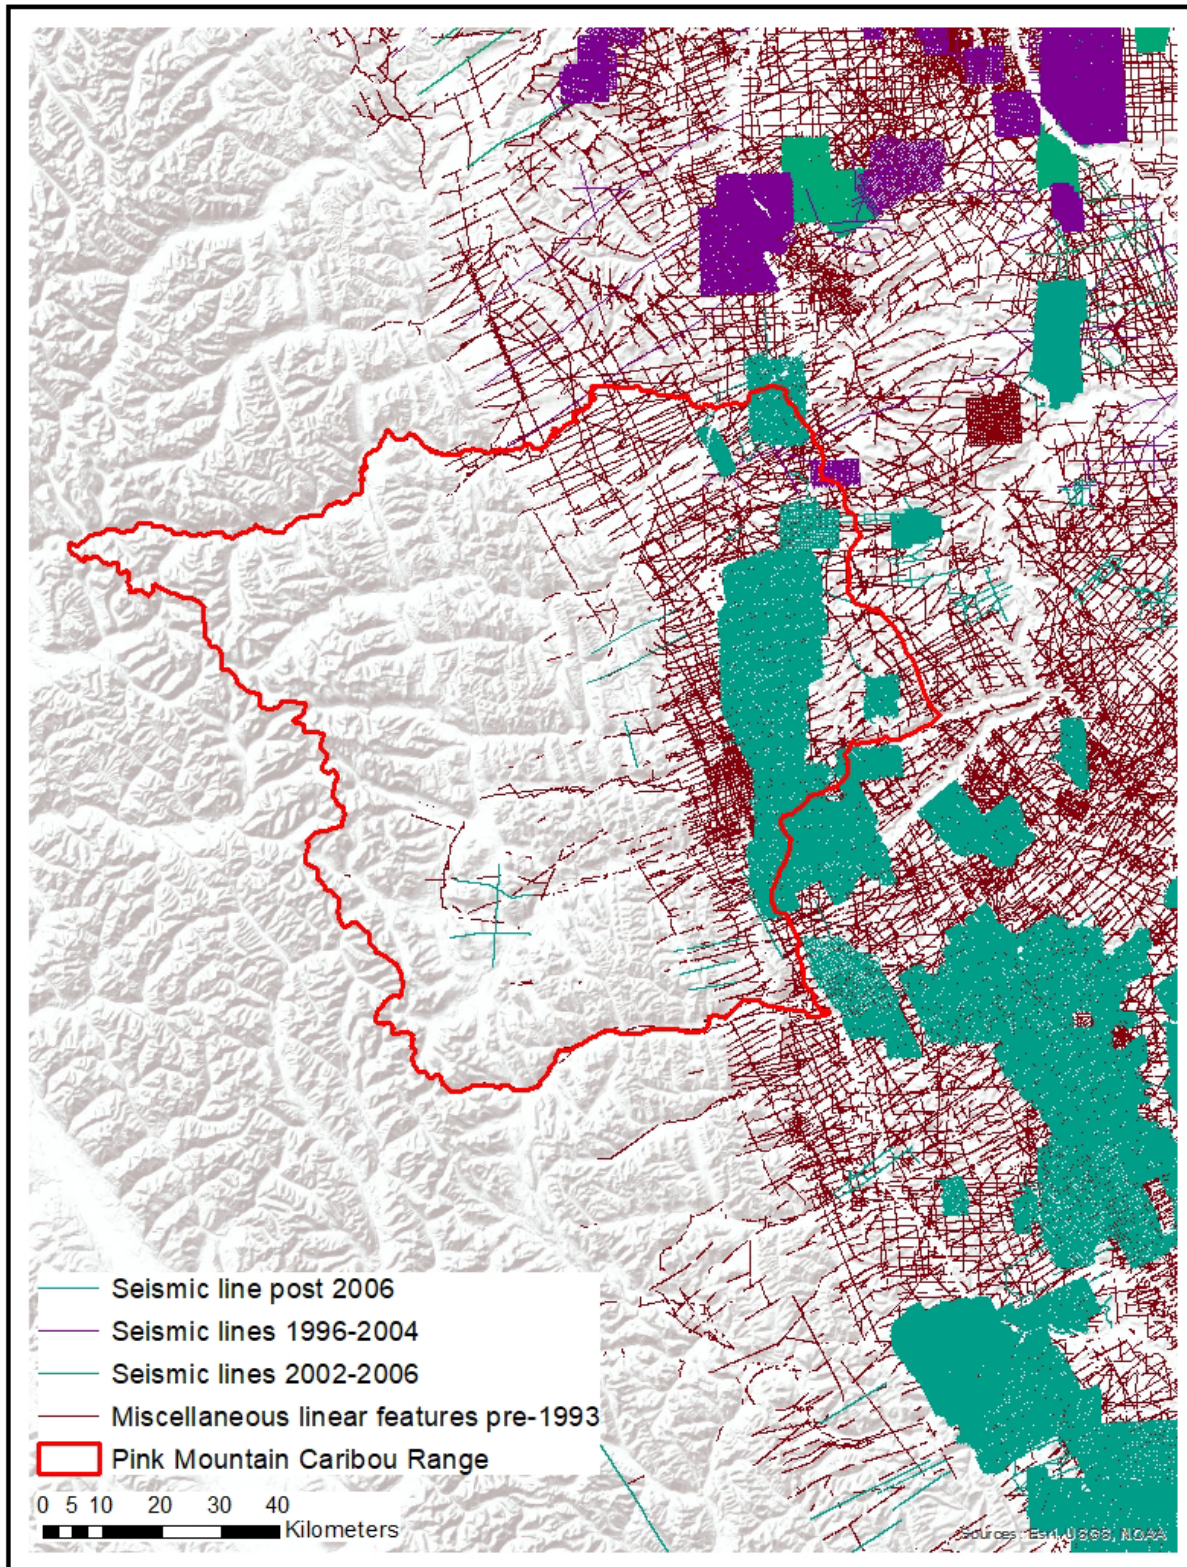 Seismic line post 2006
Seismic lines 1996-2004
Seismic lines 2002-2006
Miscellaneous linear features pre-1993
Pink Mountain Caribou Range
0 5 10 20 30 40
Kilometers
Sources: Esri, USGS, NOAA